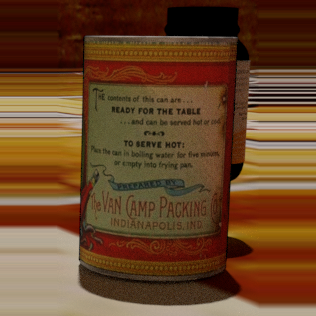 The contents of this can are...
READY FOR THE TABLE
...and can be served hot or cold
TO SERVE HOT:
Place the can in boiling water for five minutes,
or empty into frying pan.
PREPARED BY
The VAN CAMP PACKING CO
INDIANAPOLIS, IND.